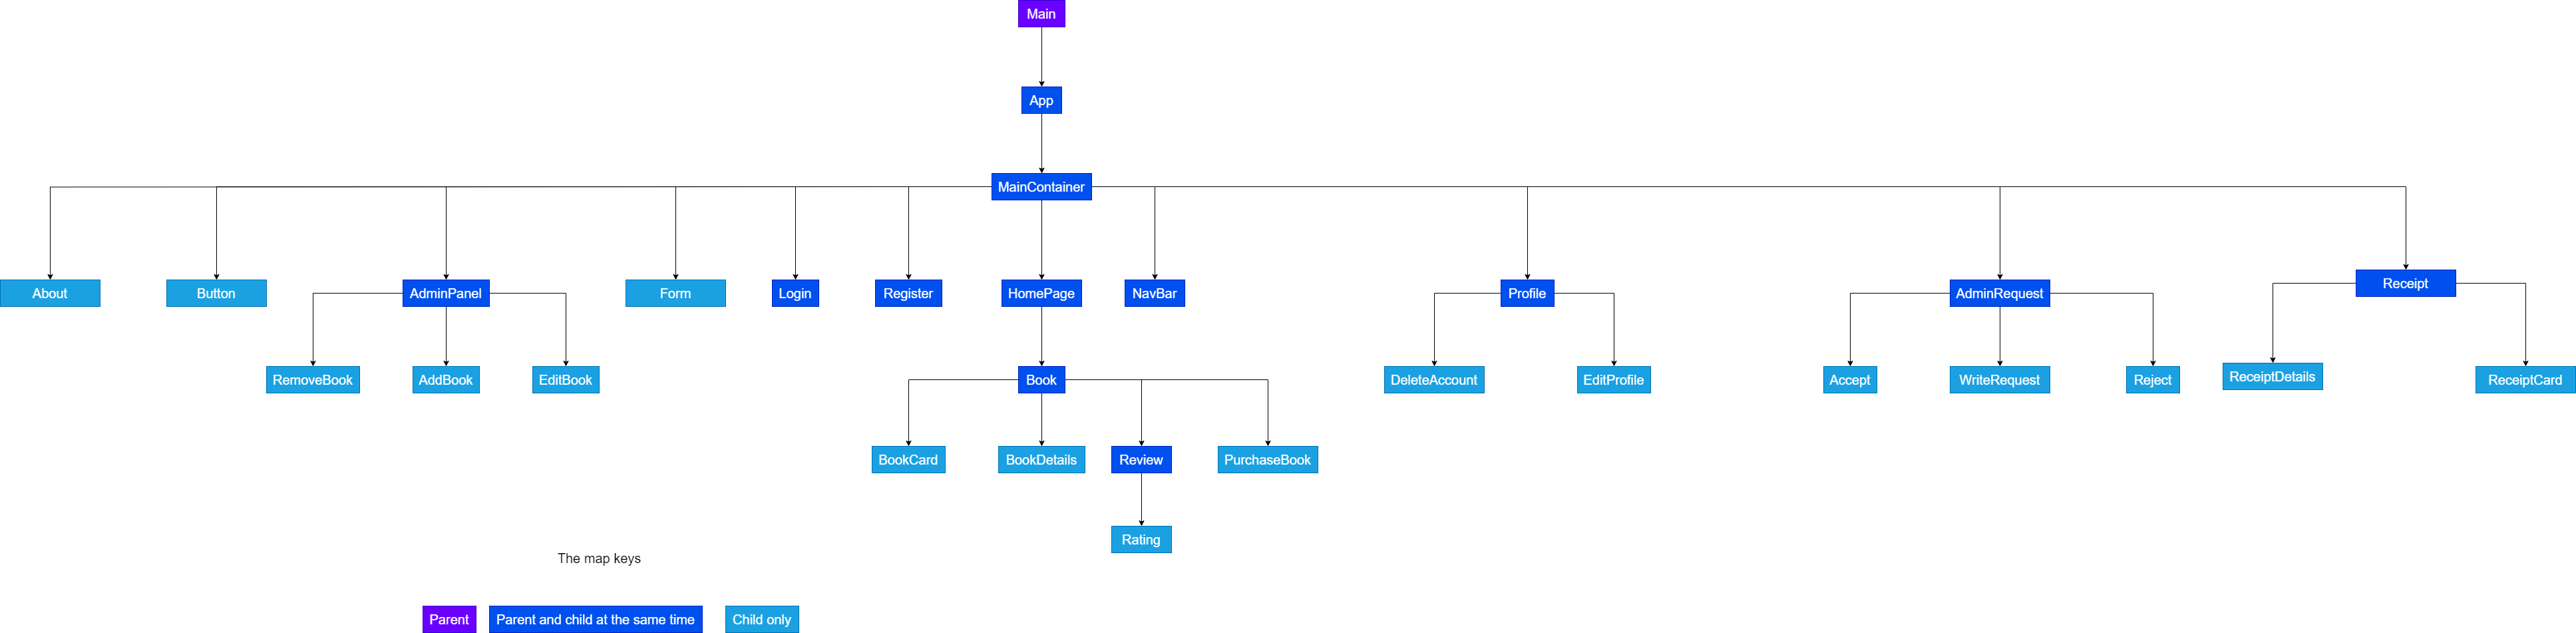 Main
App
MainContainer
About
Button
AdminPanel
Form
Login
Register
HomePage
NavBar
Profile
AdminRequest
Receipt
RemoveBook
AddBook
EditBook
Book
DeleteAccount
EditProfile
Accept
WriteRequest
Reject
ReceiptDetails
ReceiptCard
BookCard
BookDetails
Review
PurchaseBook
Rating
The map keys
Parent
Parent and child at the same time
Child only